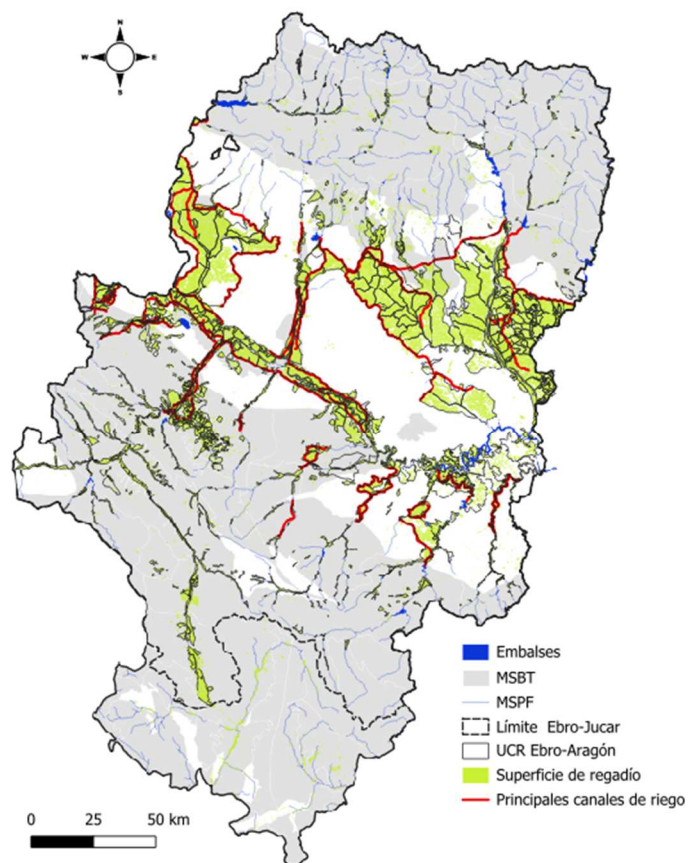 N
W E
S
Embalses
MSBT
MSPF
Límite Ebro-Jucar
UCR Ebro-Aragón
Superficie de regadío
Principales canales de riego
0 25 50 km